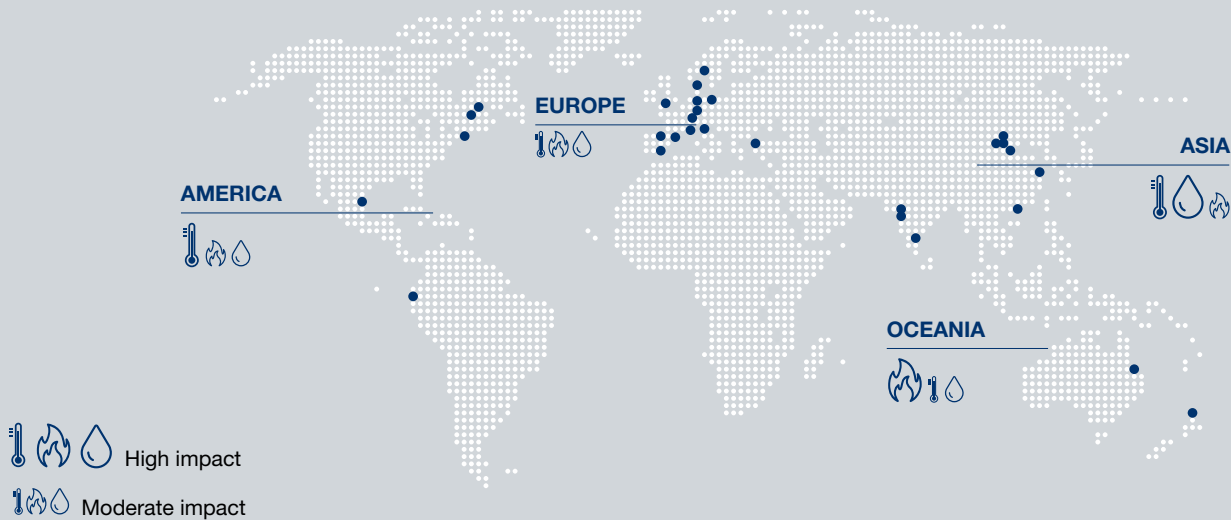 EUROPE
ASIA
AMERICA
OCEANIA
High impact
Moderate impact